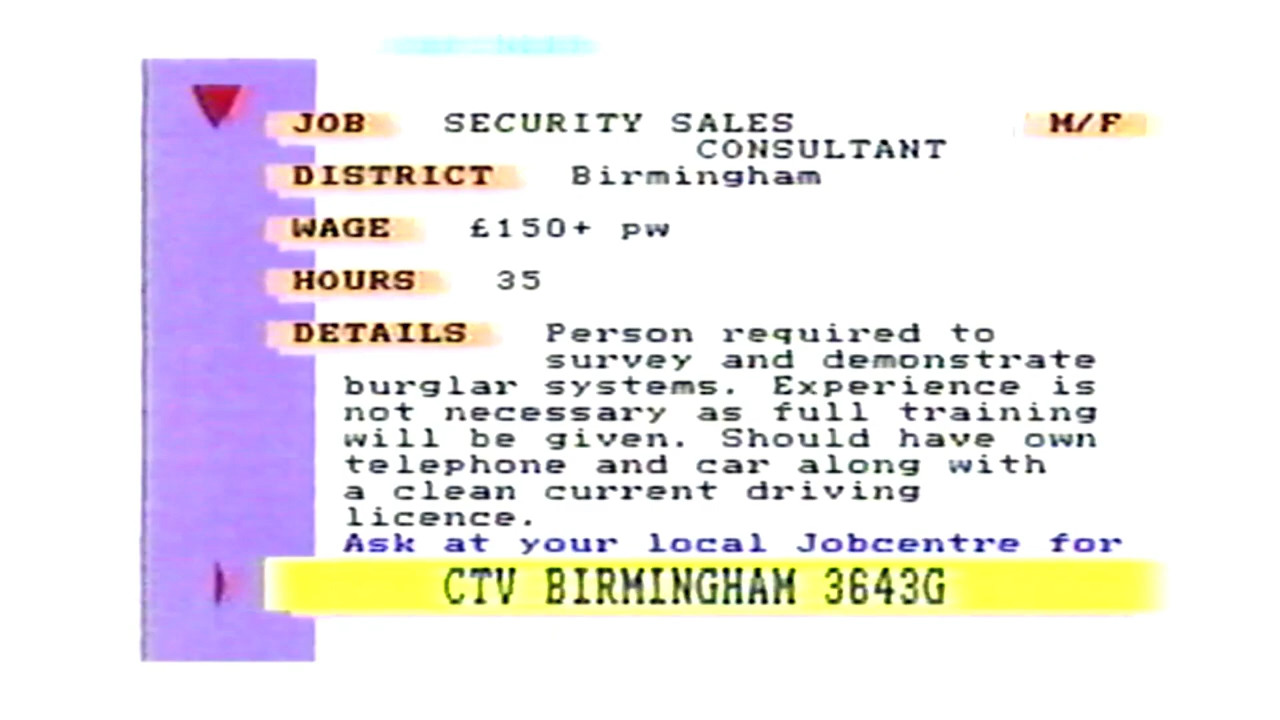 JOB SECURITY SALES M/F
CONSULTANT
DISTRICT Birmingham
WAGE £150+ pw
HOURS 35
DETAILS Person required to
survey and demonstrate
burglar systems. Experience is
not necessary as full training
will be given. Should have own
telephone and car along with
a clean current driving
licence.
Ask at your local Jobcentre for
CTV BIRMINGHAM 3643G